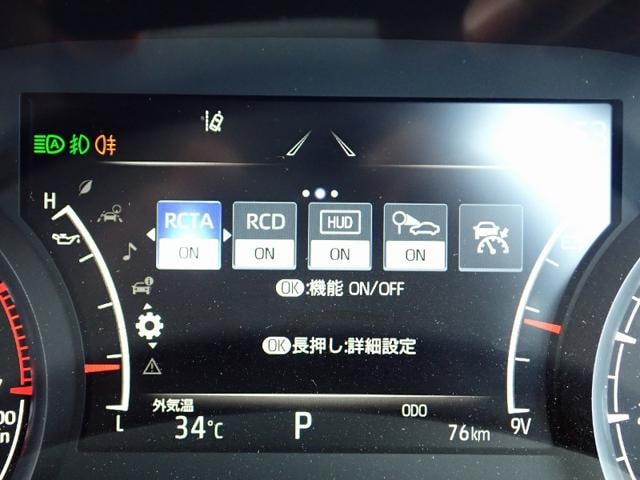 H
RCTA RCD HUD
ON ON ON ON
OK:機能 ON/OFF
OK長押し:詳細設定
外気温 ODO
L 34℃ P 76km 9V